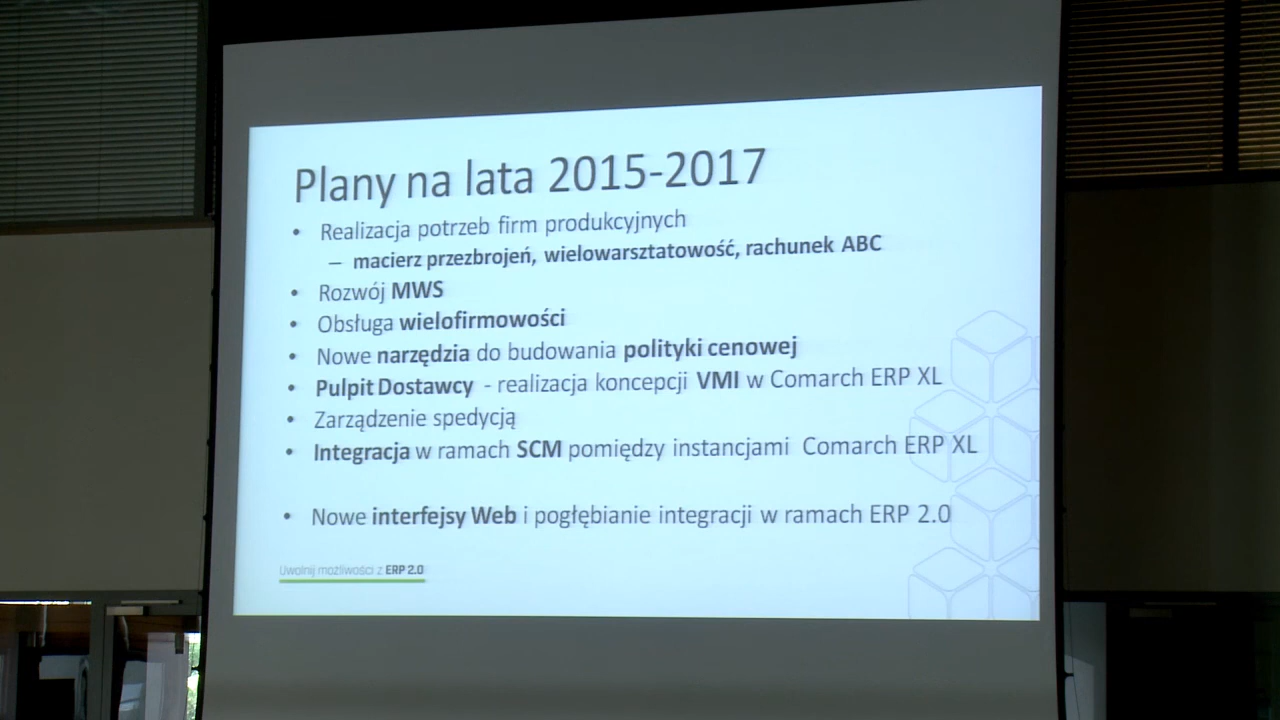 Plany na lata 2015-2017
• Realizacja potrzeb firm produkcyjnych
– macierz przezbrojeń, wielowarsztatowość, rachunek ABC
• Rozwój MWS
• Obsługa wielofirmowości
• Nowe narzędzia do budowania polityki cenowej
• Pulpit Dostawcy - realizacja koncepcji VMI w Comarch ERP XL
• Zarządzenie spedycją
• Integracja w ramach SCM pomiędzy instancjami Comarch ERP XL
• Nowe interfejsy Web i pogłębianie integracji w ramach ERP 2.0
Uwolnij możliwości z ERP 2.0